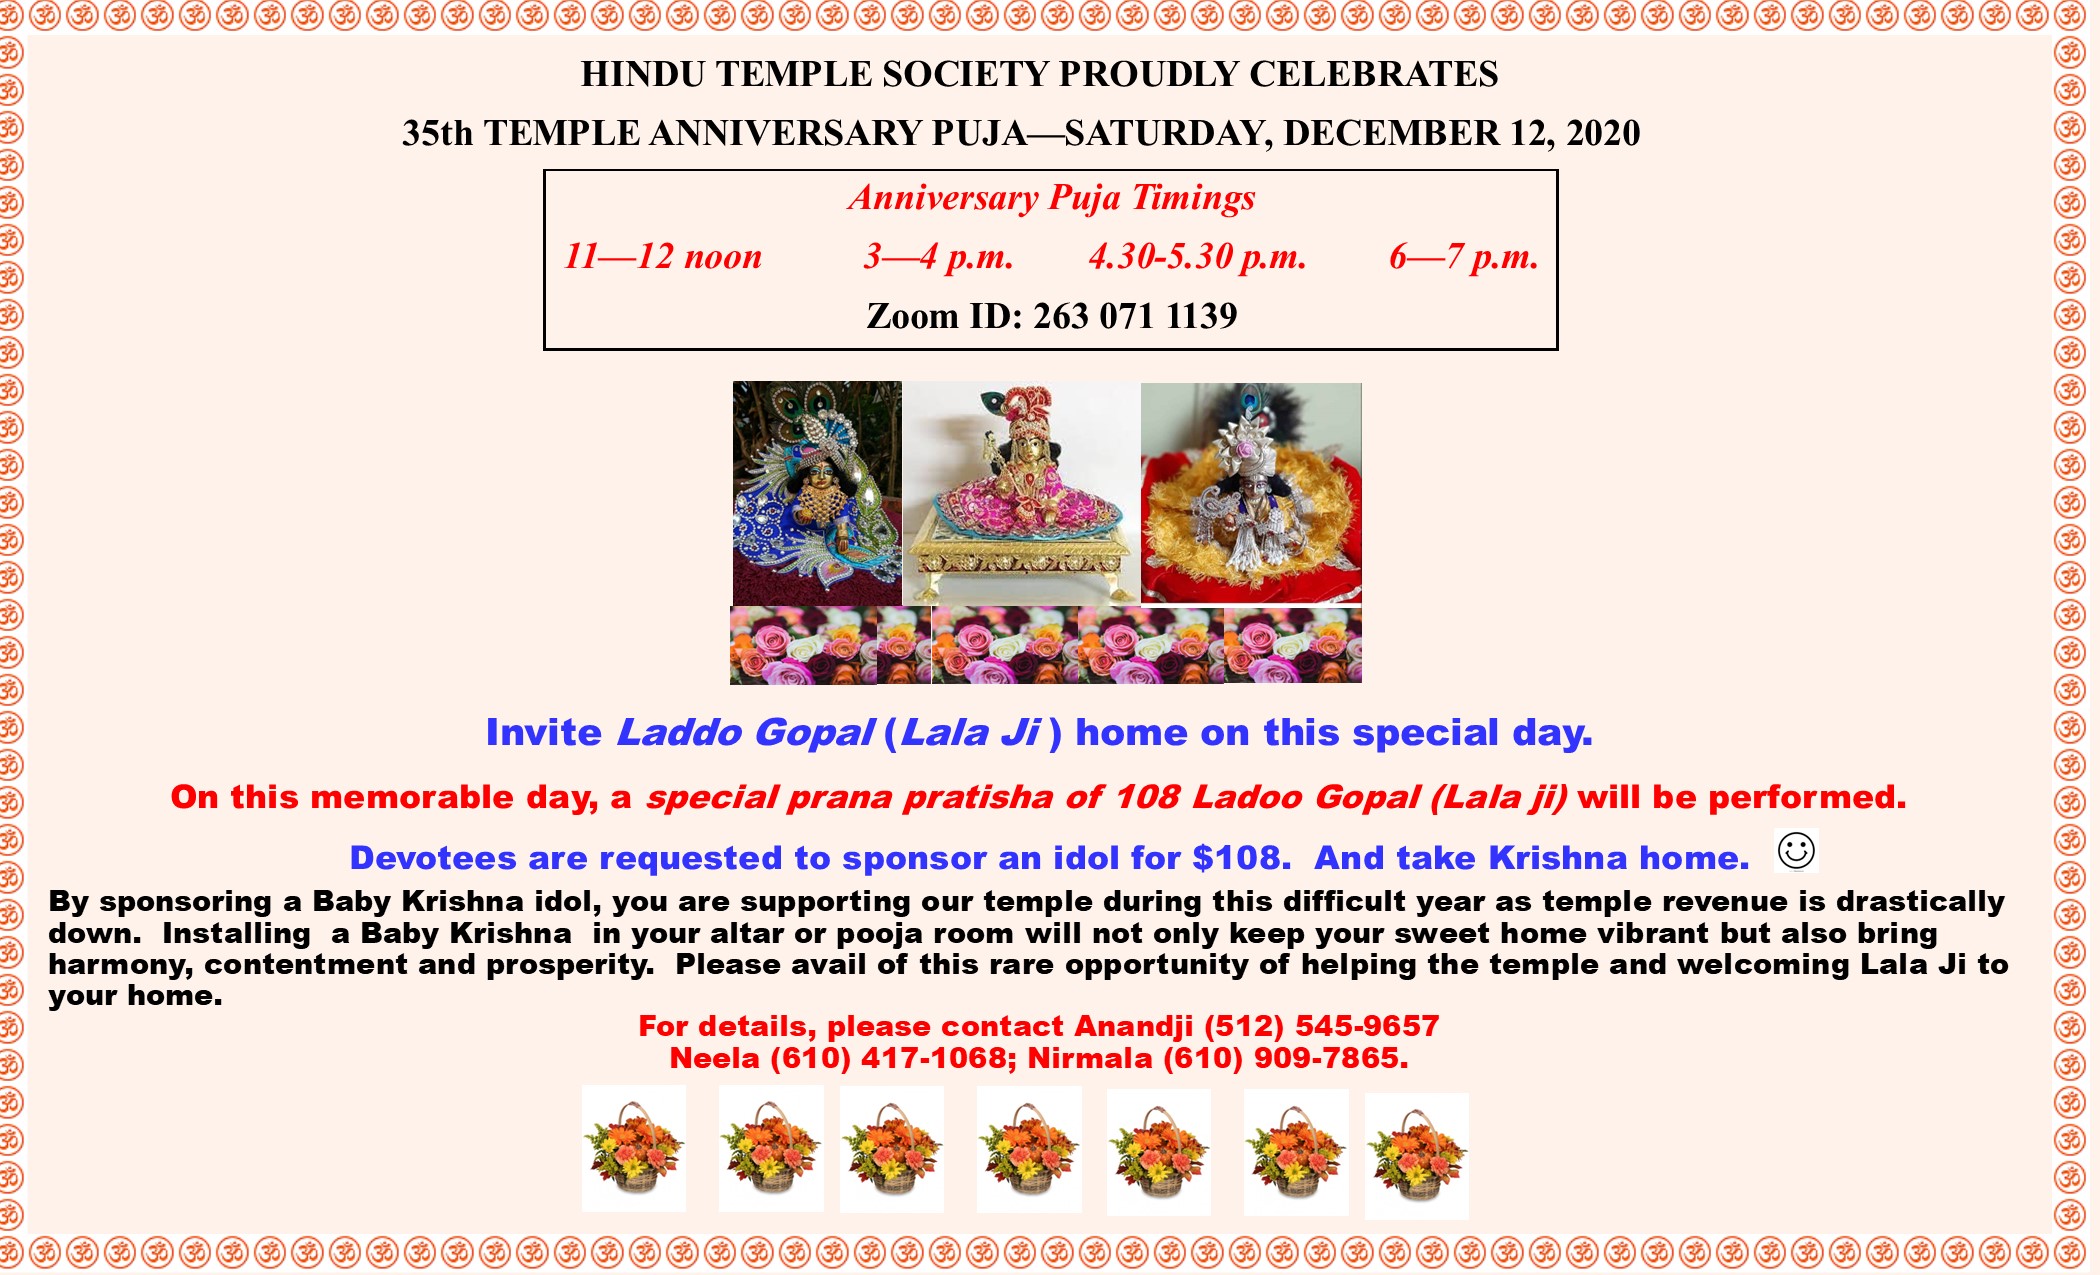 HINDU TEMPLE SOCIETY PROUDLY CELEBRATES
35th TEMPLE ANNIVERSARY PUJA—SATURDAY, DECEMBER 12, 2020
Anniversary Puja Timings
11—12 noon 3—4 p.m. 4.30-5.30 p.m. 6—7 p.m.
Zoom ID: 263 071 1139
Invite Laddo Gopal (Lala Ji ) home on this special day.
On this memorable day, a special prana pratisha of 108 Ladoo Gopal (Lala ji) will be performed.
Devotees are requested to sponsor an idol for $108.  And take Krishna home.
By sponsoring a Baby Krishna idol, you are supporting our temple during this difficult year as temple revenue is drastically
down.  Installing  a Baby Krishna  in your altar or pooja room will not only keep your sweet home vibrant but also bring
harmony, contentment and prosperity.  Please avail of this rare opportunity of helping the temple and welcoming Lala Ji to
your home.
For details, please contact Anandji (512) 545-9657
Neela (610) 417-1068; Nirmala (610) 909-7865.